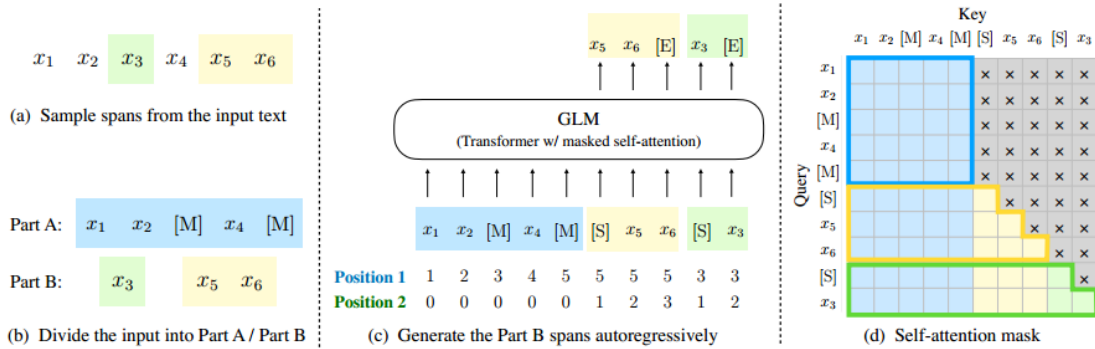 x1 x2 x3 x4 x5 x6
(a) Sample spans from the input text
Part A: x1 x2 [M] x4 [M]
Part B: x3 x5 x6
(b) Divide the input into Part A / Part B
x5 x6 [E] x3 [E]
GLM
(Transformer w/ masked self-attention)
x1 x2 [M] x4 [M] [S] x5 x6 [S] x3
Position 1 1 2 3 4 5 5 5 5 3 3
Position 2 0 0 0 0 0 1 2 3 1 2
(c) Generate the Part B spans autoregressively
Key
x1 x2 [M] x4 [M] [S] x5 x6 [S] x3
Query
x1 × × × × ×
x2 × × × × ×
[M] × × × × ×
x4 × × × × ×
[M] × × × × ×
[S] × × × ×
x5 × × ×
x6 × ×
[S] ×
x3
(d) Self-attention mask